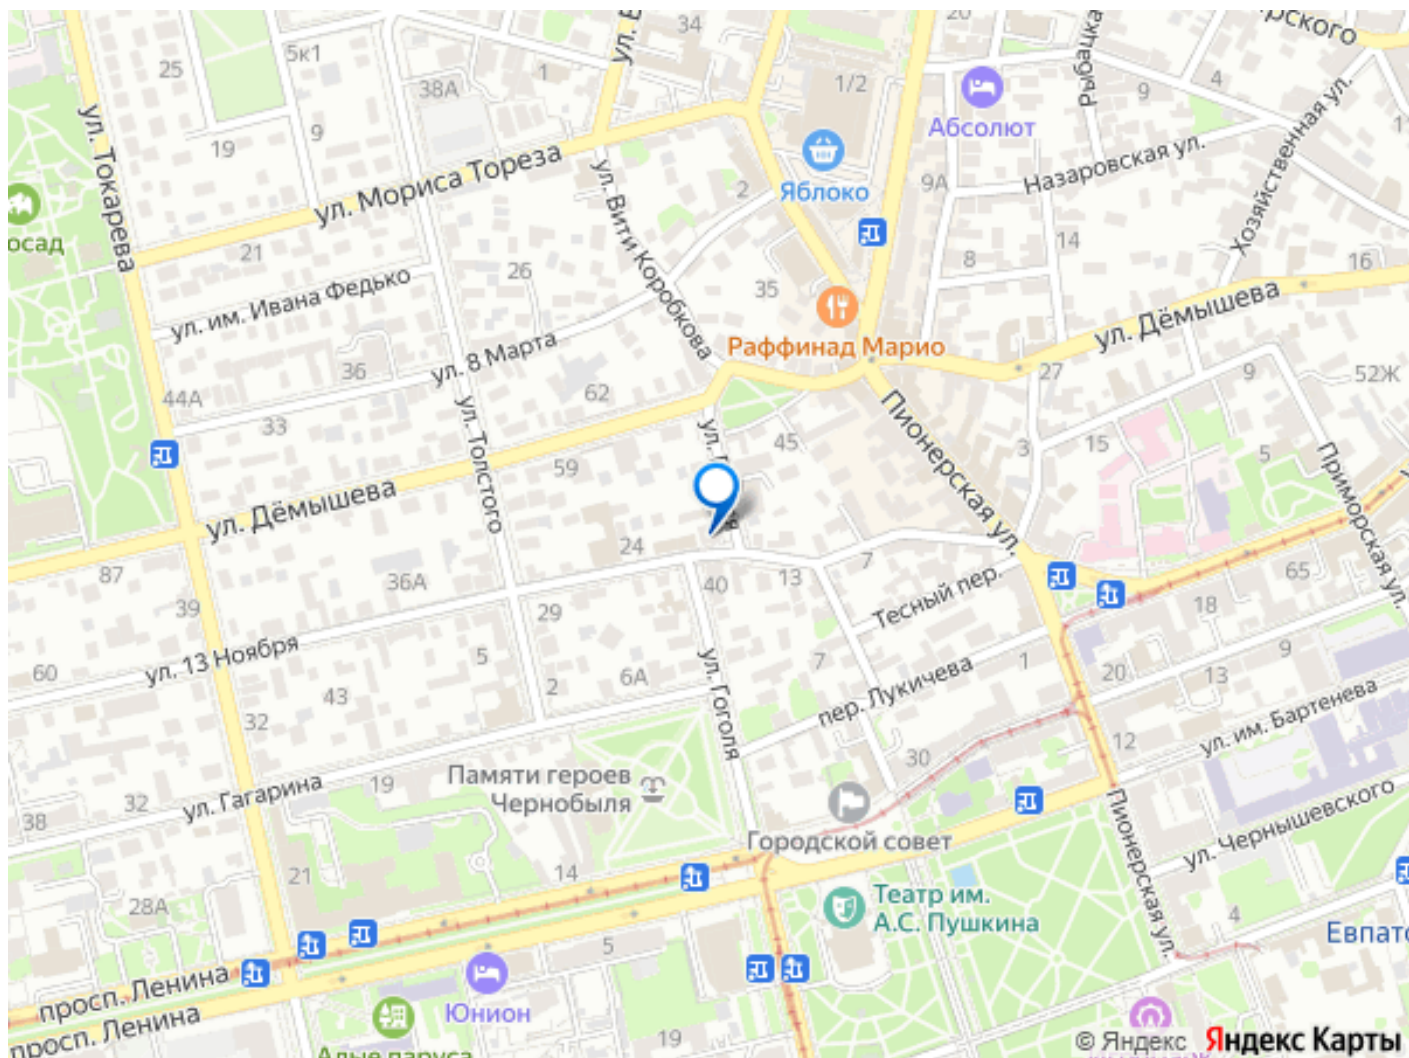 34
20
Рыбацка
ерского
5к1
25
1
38А
1/2
9
4
11
ул. Токарева
19
9
Абсолют
ул. Мориса Тореза
ул. Вити Коробкова
2
Яблоко
9А
Назаровская ул.
Хозяйственная ул.
осад
21
26
14
8
16
35
ул. им. Ивана Федько
Раффинад Марио
ул. Дёмышева
ул. 8 Марта
36
27
9
52Ж
44А
62
33
ул. Толстого
45
Пионерская ул.
3
15
5
Приморская ул.
59
ул. Дёмышева
24
7
87
36А
40
13
Тесный пер.
65
39
29
18
ул. 13 Ноября
5
7
1
9
60
43
2
6А
ул. Гоголя
пер. Лукичева
20
13
32
12
ул. им. Бартенева
30
19
Памяти героев
Чернобыля
ул. Гагарина
32
38
Городской совет
Пионерская ул.
ул. Чернышевского
21
14
28А
Театр им.
А.С. Пушкина
4
Евпато
5
просп. Ленина
Юнион
просп. Ленина
19
Алые паруса
© Яндекс Яндекс Карты